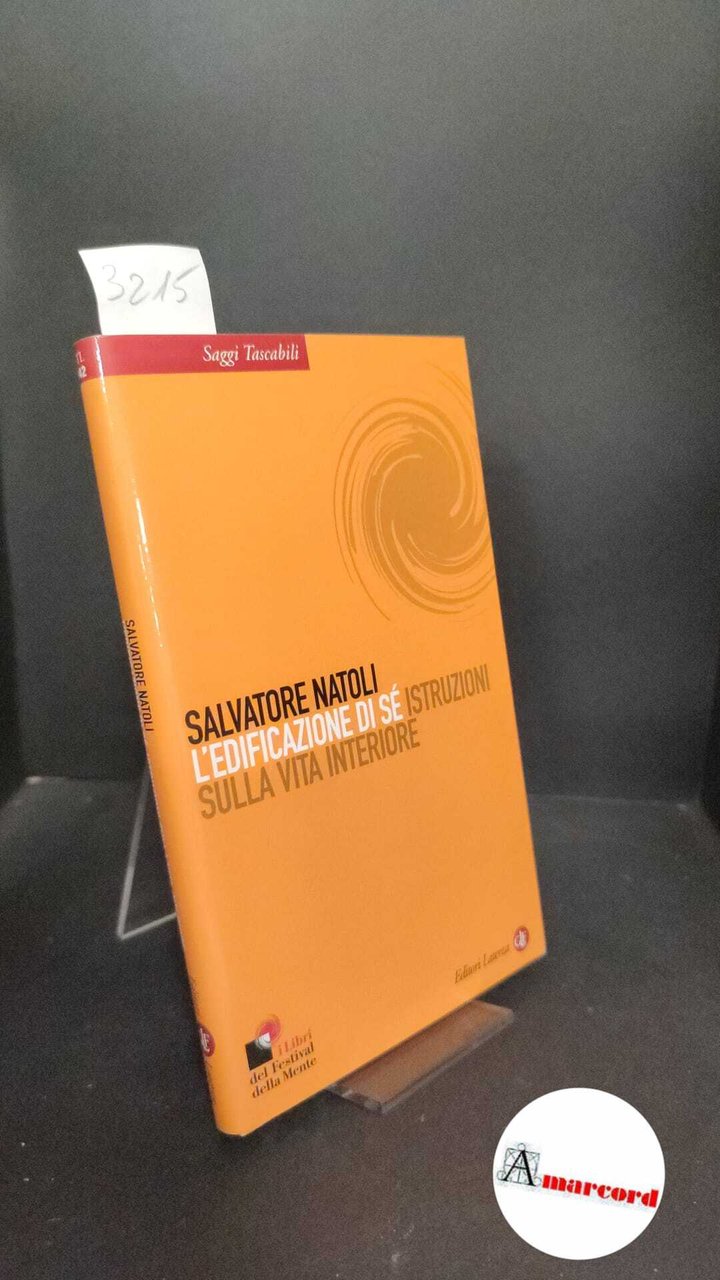 3215
Saggi Tascabili
SALVATORE NATOLI
SALVATORE NATOLI
L'EDIFICAZIONE DI SÉ ISTRUZIONI
SULLA VITA INTERIORE
Editori Laterza
i Libri
del Festival
della Mente
Amarcord